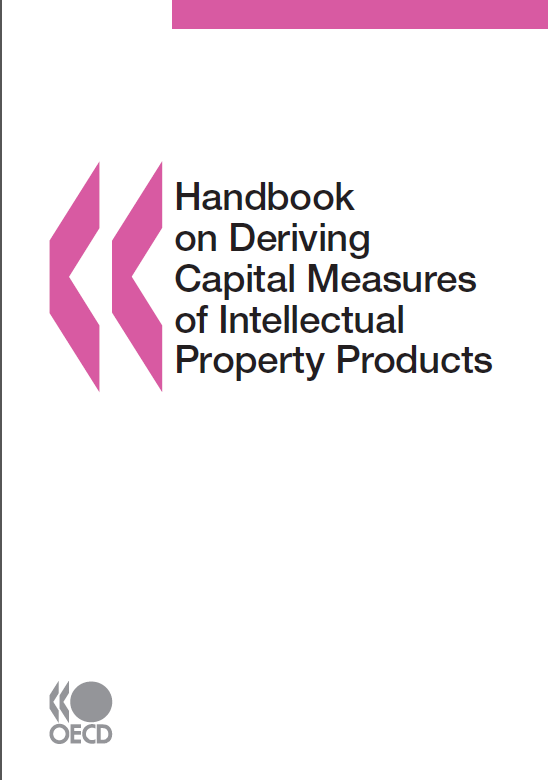 Handbook
on Deriving
Capital Measures
of Intellectual
Property Products
OECD